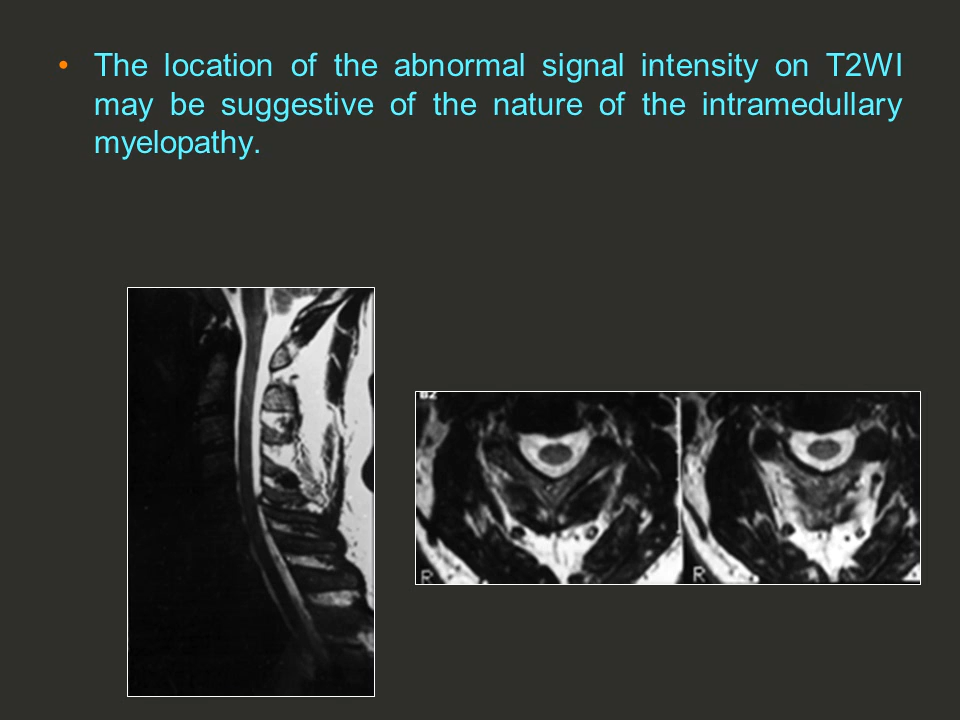 • The location of the abnormal signal intensity on T2WI
may be suggestive of the nature of the intramedullary
myelopathy.
R
R